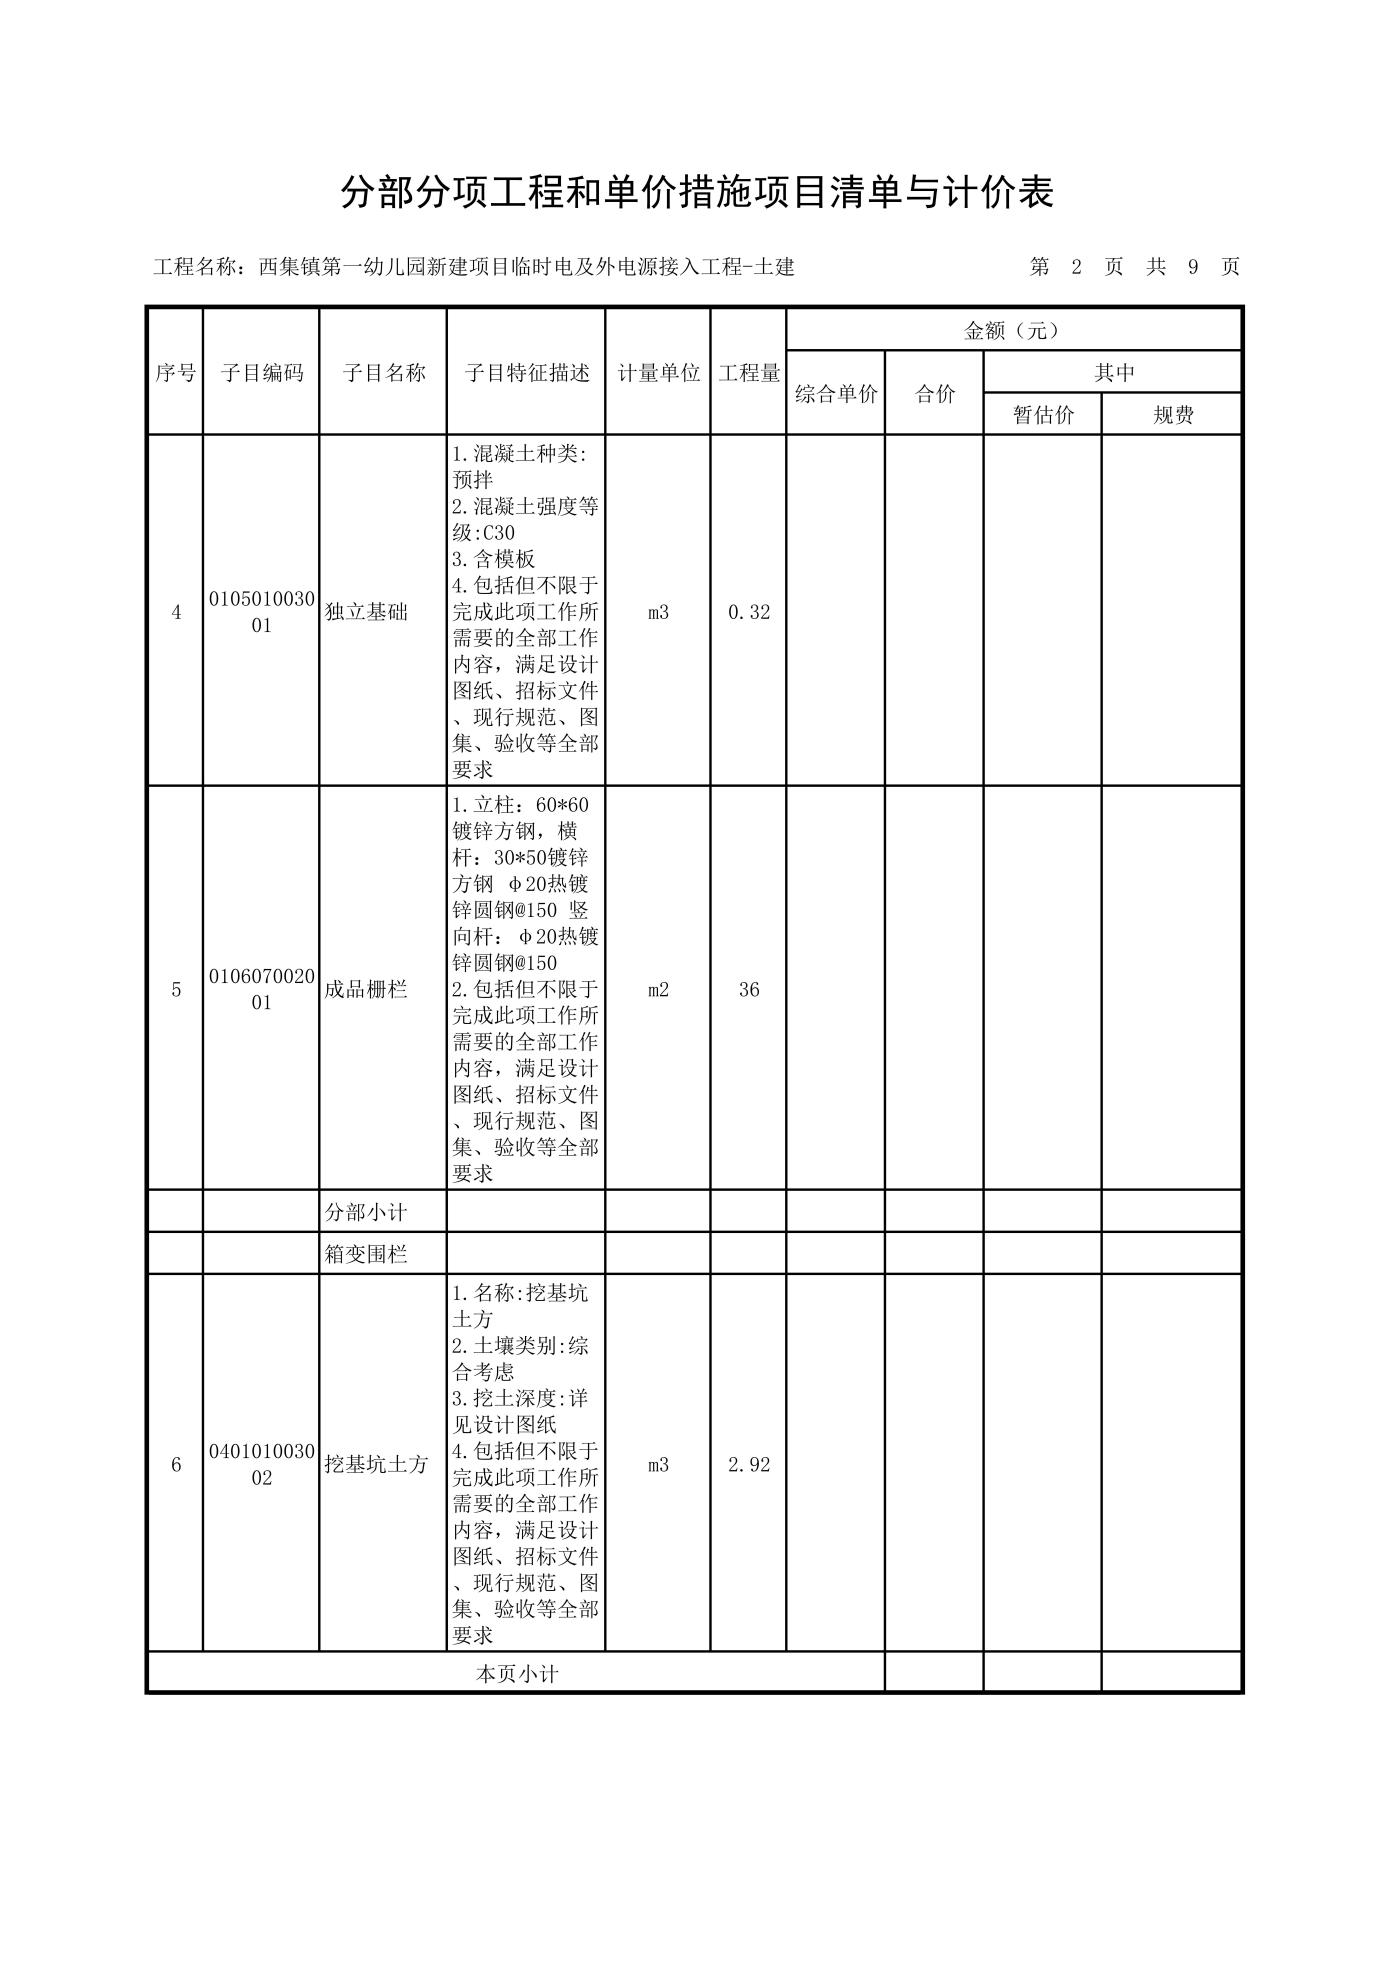 分部分项工程和单价措施项目清单与计价表
工程名称：西集镇第一幼儿园新建项目临时电及外电源接入工程-土建 第 2 页 共 9 页
序号 子目编码 子目名称 子目特征描述 计量单位 工程量 金额（元）
综合单价 合价 其中
暂估价 规费
4
0105010030
01
独立基础
1.混凝土种类:
预拌
2.混凝土强度等
级:C30
3.含模板
4.包括但不限于
完成此项工作所
需要的全部工作
内容，满足设计
图纸、招标文件
、现行规范、图
集、验收等全部
要求
m3
0.32
5
0106070020
01
成品栅栏
1.立柱：60*60
镀锌方钢，横
杆：30*50镀锌
方钢 φ20热镀
锌圆钢@150 竖
向杆：φ20热镀
锌圆钢@150
2.包括但不限于
完成此项工作所
需要的全部工作
内容，满足设计
图纸、招标文件
、现行规范、图
集、验收等全部
要求
m2
36
分部小计
箱变围栏
6
0401010030
02
挖基坑土方
1.名称:挖基坑
土方
2.土壤类别:综
合考虑
3.挖土深度:详
见设计图纸
4.包括但不限于
完成此项工作所
需要的全部工作
内容，满足设计
图纸、招标文件
、现行规范、图
集、验收等全部
要求
m3
2.92
本页小计